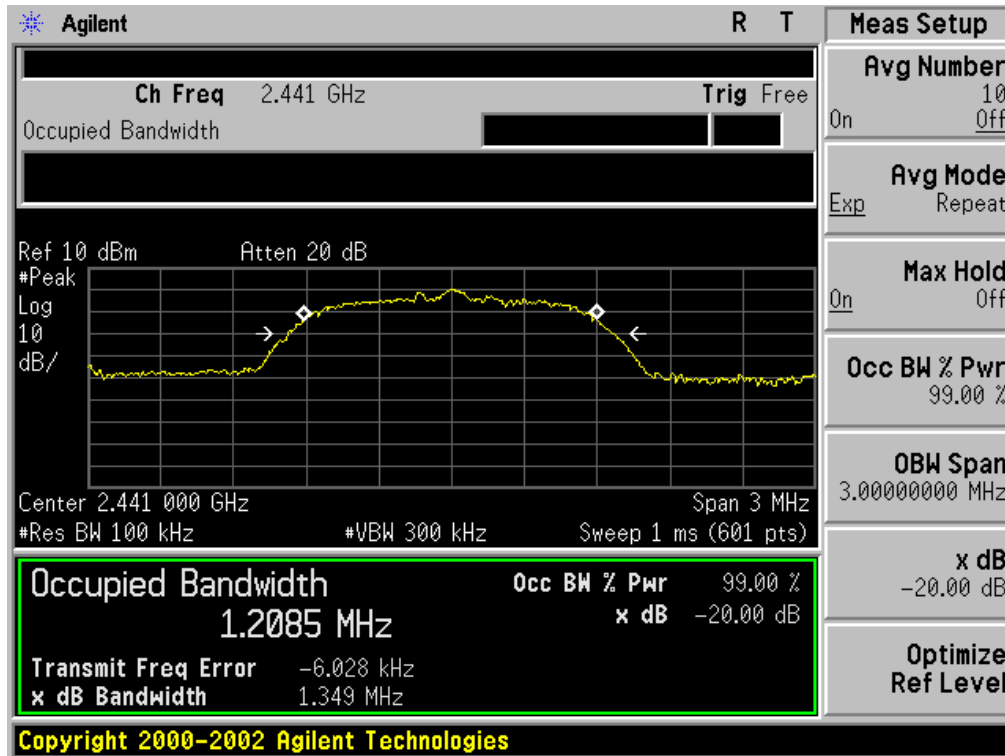 Agilent R T
Ch Freq 2.441 GHz Trig Free
Occupied Bandwidth
Ref 10 dBm Atten 20 dB
#Peak
Log
10
dB/
Center 2.441 000 GHz Span 3 MHz
#Res BW 100 kHz #VBW 300 kHz Sweep 1 ms (601 pts)
Occupied Bandwidth
1.2085 MHz
Occ BW % Pwr 99.00 %
x dB -20.00 dB
Transmit Freq Error -6.028 kHz
x dB Bandwidth 1.349 MHz
Meas Setup
Avg Number
10
On Off
Avg Mode
Exp Repeat
Max Hold
On Off
Occ BW % Pwr
99.00 %
OBW Span
3.00000000 MHz
x dB
-20.00 dB
Optimize
Ref Level
Copyright 2000-2002 Agilent Technologies